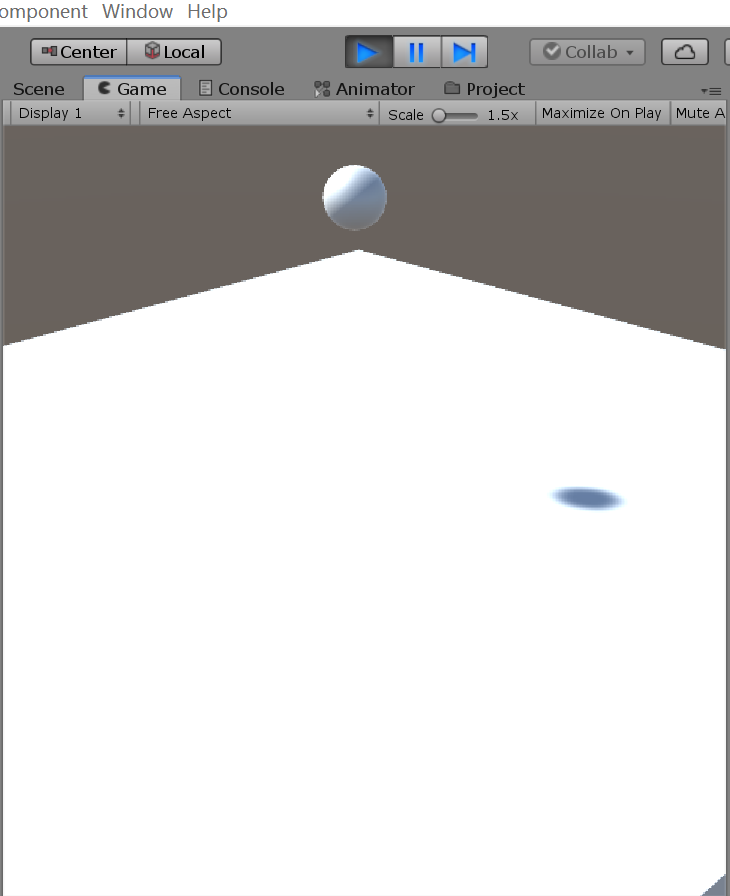 omponent Window Help
Center Local Collab
Scene Game Console Animator Project
Display 1 Free Aspect Scale 1.5x Maximize On Play Mute A